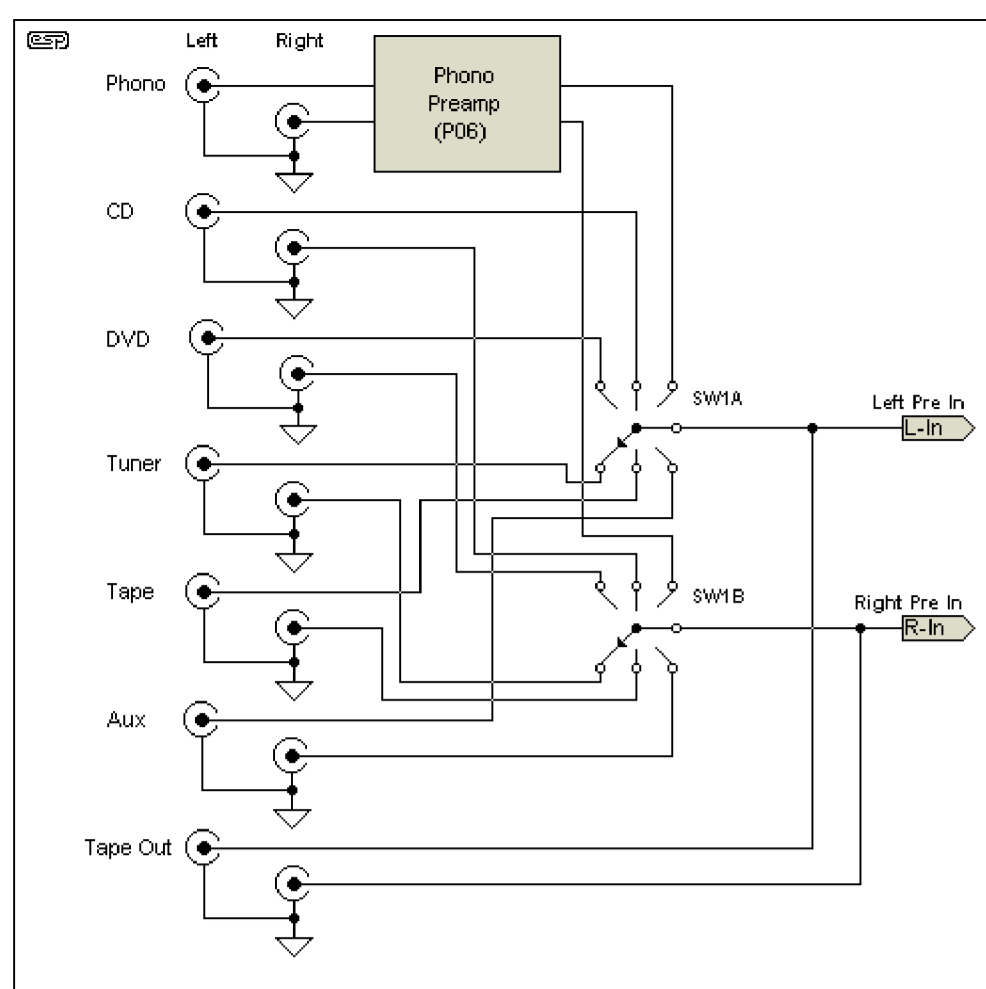 esp
Left Right
Phono
Phono
Preamp
(P06)
CD
DVD
SW1A
Left Pre In
L-In
Tuner
Tape
SW1B
Right Pre In
R-In
Aux
Tape Out